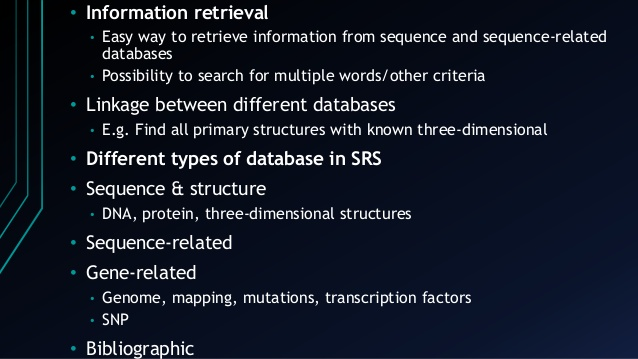 • Information retrieval
• Easy way to retrieve information from sequence and sequence-related
databases
• Possibility to search for multiple words/other criteria
• Linkage between different databases
• E.g. Find all primary structures with known three-dimensional
• Different types of database in SRS
• Sequence & structure
• DNA, protein, three-dimensional structures
• Sequence-related
• Gene-related
• Genome, mapping, mutations, transcription factors
• SNP
• Bibliographic